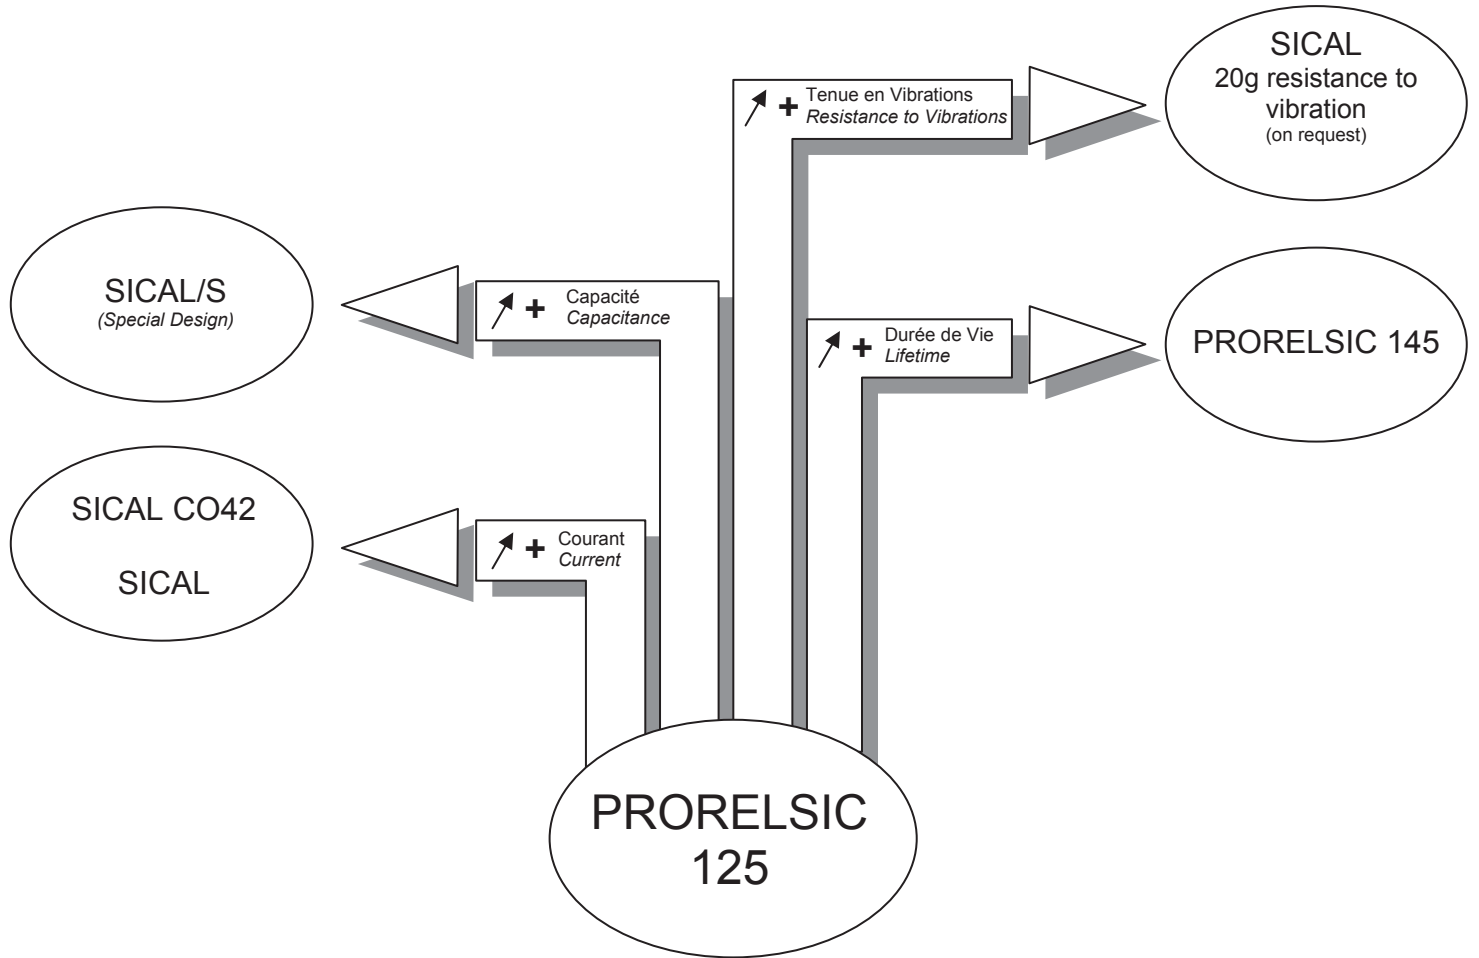 SICAL
20g resistance to
vibration
(on request)
+ Tenue en Vibrations
Resistance to Vibrations
SICAL/S
(Special Design)
+ Capacité
Capacitance
+ Durée de Vie
Lifetime
PRORELSIC 145
SICAL CO42
SICAL
+ Courant
Current
PRORELSIC
125